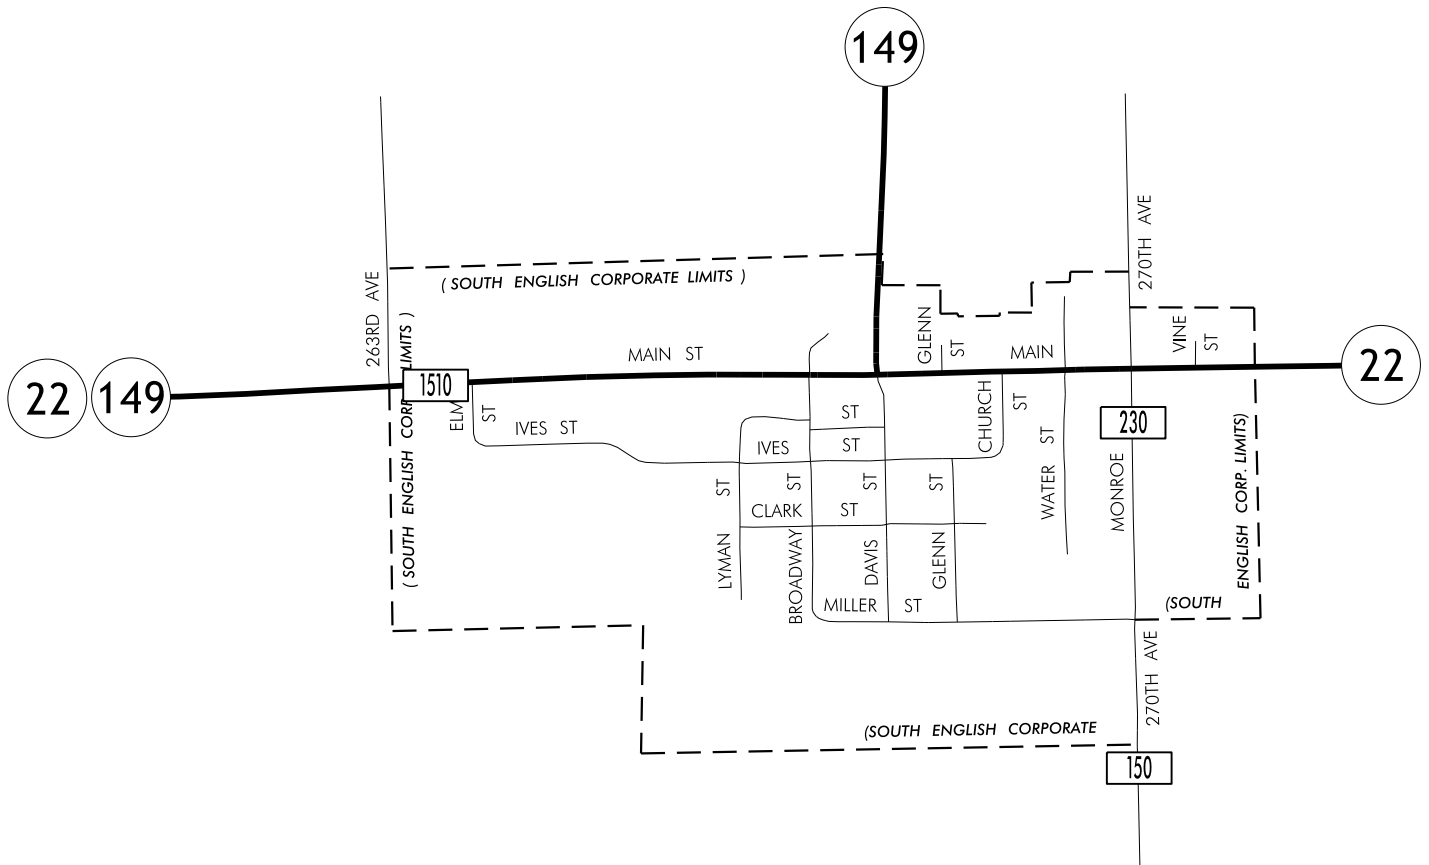 149
270TH AVE
263RD AVE
( SOUTH ENGLISH CORPORATE LIMITS )
GLENN ST
VINE ST
MAIN ST
MAIN
22
149
22
1510
( SOUTH ENGLISH CORP. LIMITS )
ELM ST
IVES ST
ST
CHURCH ST
230
IVES ST
WATER ST
MONROE
ENGLISH CORP. LIMITS)
LYMAN ST
BROADWAY ST
DAVIS ST
GLENN ST
CLARK ST
MILLER ST
(SOUTH
270TH AVE
(SOUTH ENGLISH CORPORATE
150